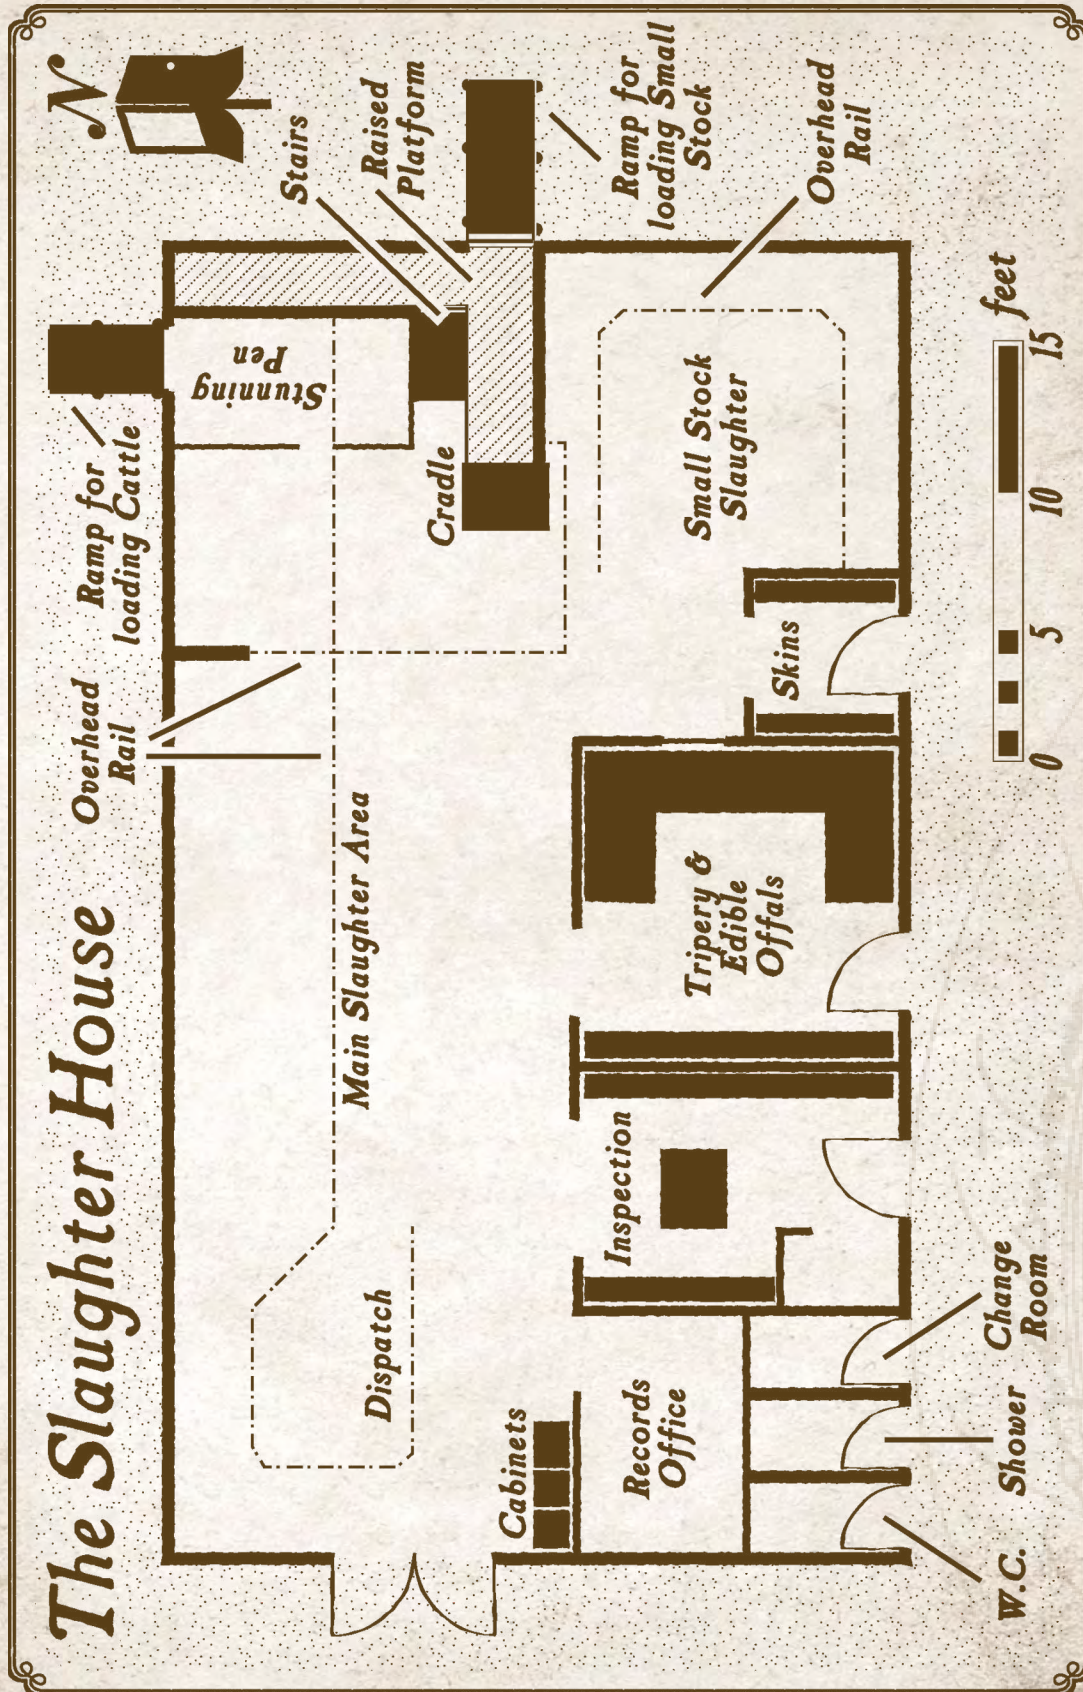 The Slaughter House
N
Overhead
Rail
Ramp for
loading Cattle
Stunning
Pen
Stairs
Raised
Platform
Ramp for
loading Small
Stock
Overhead
Rail
Cradle
Main Slaughter Area
Dispatch
Small Stock
Slaughter
Skins
Tripery &
Edible
Offals
Inspection
Cabinets
Records
Office
W.C.
Shower
Change
Room
0 5 10 15 feet